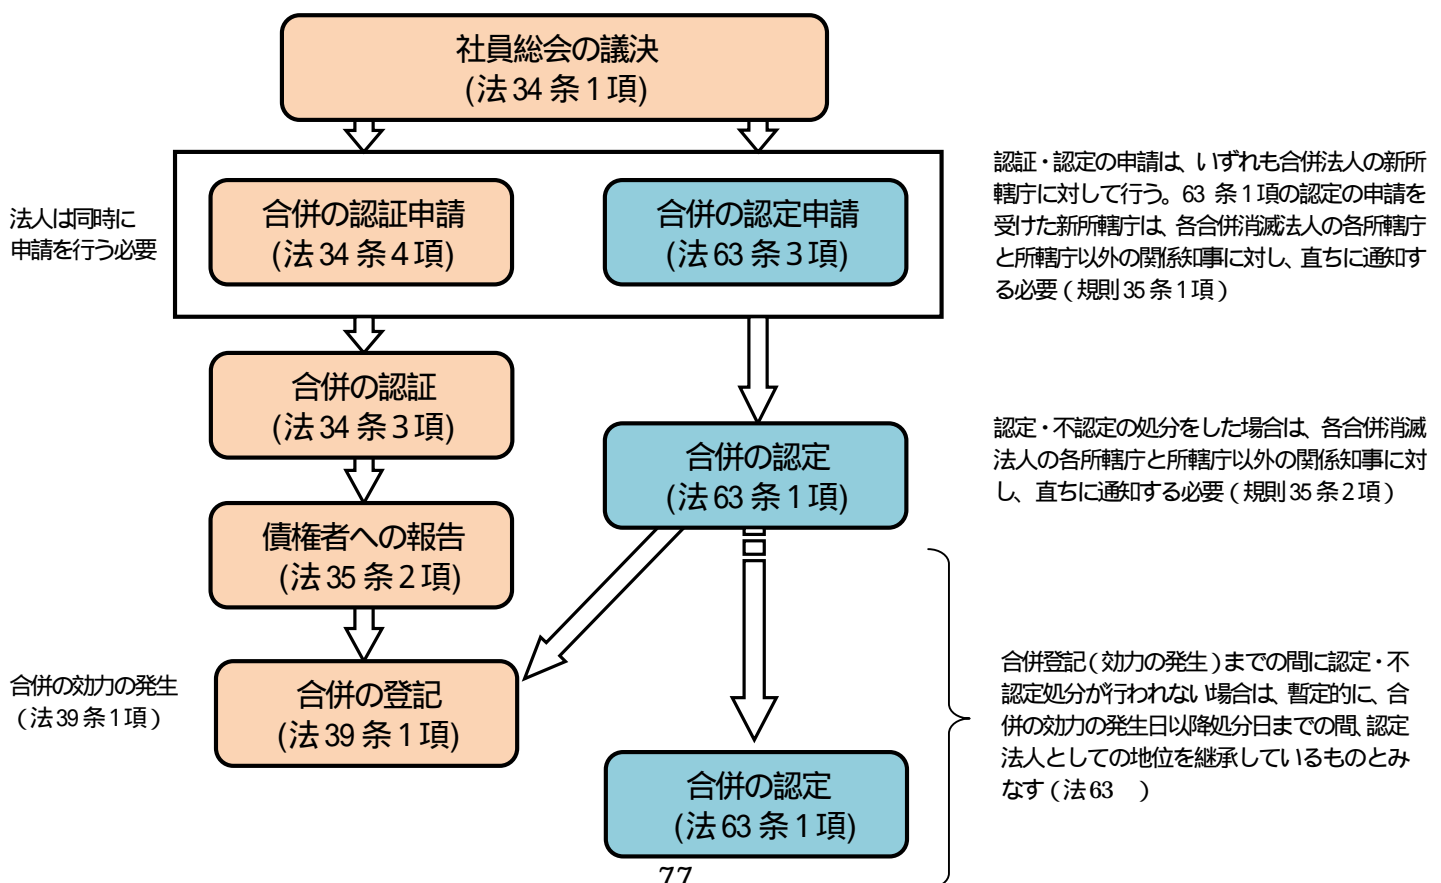 社員総会の議決
(法34条1項)
法人は同時に
申請を行う必要
合併の認証申請
(法34条4項)
合併の認定申請
(法63条3項)
認証・認定の申請は、いずれも合併法人の新所
轄庁に対して行う。63 条1項の認定の申請を
受けた新所轄庁は、各合併消滅法人の各所轄庁
と所轄庁以外の関係知事に対し、直ちに通知す
る必要(規則35条1項)
合併の認証
(法34条3項)
合併の認定
(法63条1項)
認定・不認定の処分をした場合は、各合併消滅
法人の各所轄庁と所轄庁以外の関係知事に対
し、直ちに通知する必要(規則35条2項)
債権者への報告
(法35条2項)
合併の効力の発生
(法39条1項)
合併の登記
(法39条1項)
合併登記(効力の発生)までの間に認定・不
認定処分が行われない場合は、暫定的に、合
併の効力の発生日以降処分日までの間、認定
法人としての地位を継承しているものとみ
なす(法63 )
合併の認定
(法63条1項)
77